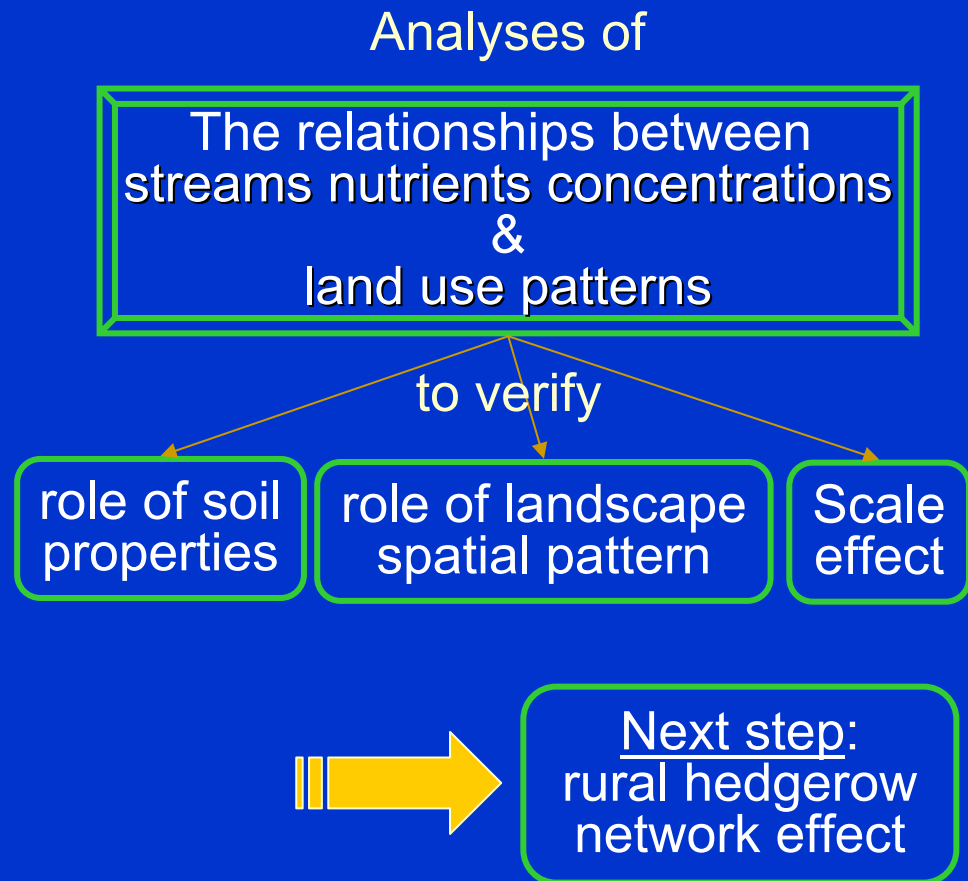 Analyses of
The relationships between
streams nutrients concentrations
&
land use patterns
to verify
role of soil
properties
role of landscape
spatial pattern
Scale
effect
Next step:
rural hedgerow
network effect